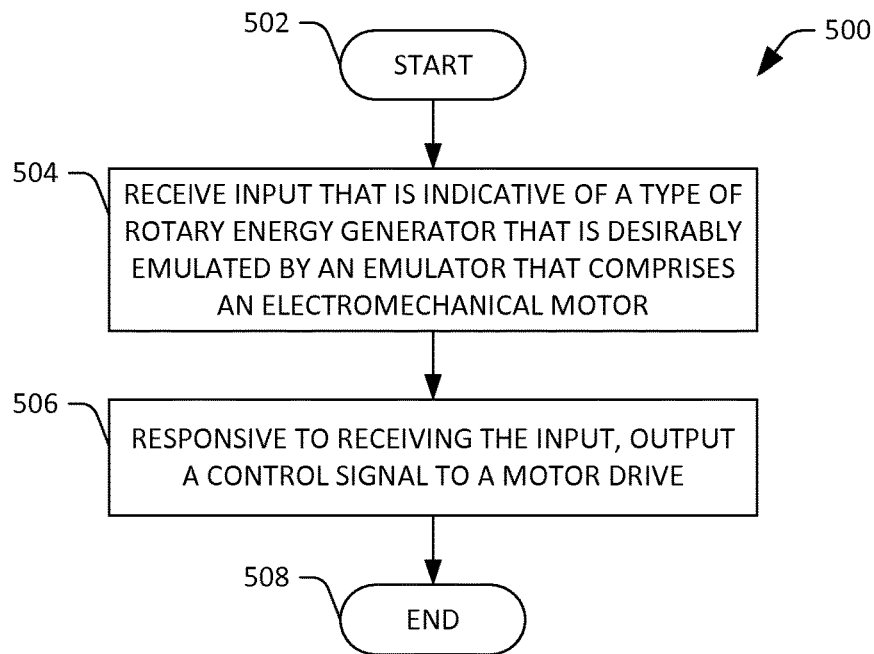 502
START
500
504
RECEIVE INPUT THAT IS INDICATIVE OF A TYPE OF
ROTARY ENERGY GENERATOR THAT IS DESIRABLY
EMULATED BY AN EMULATOR THAT COMPRISES
AN ELECTROMECHANICAL MOTOR
506
RESPONSIVE TO RECEIVING THE INPUT, OUTPUT
A CONTROL SIGNAL TO A MOTOR DRIVE
508
END